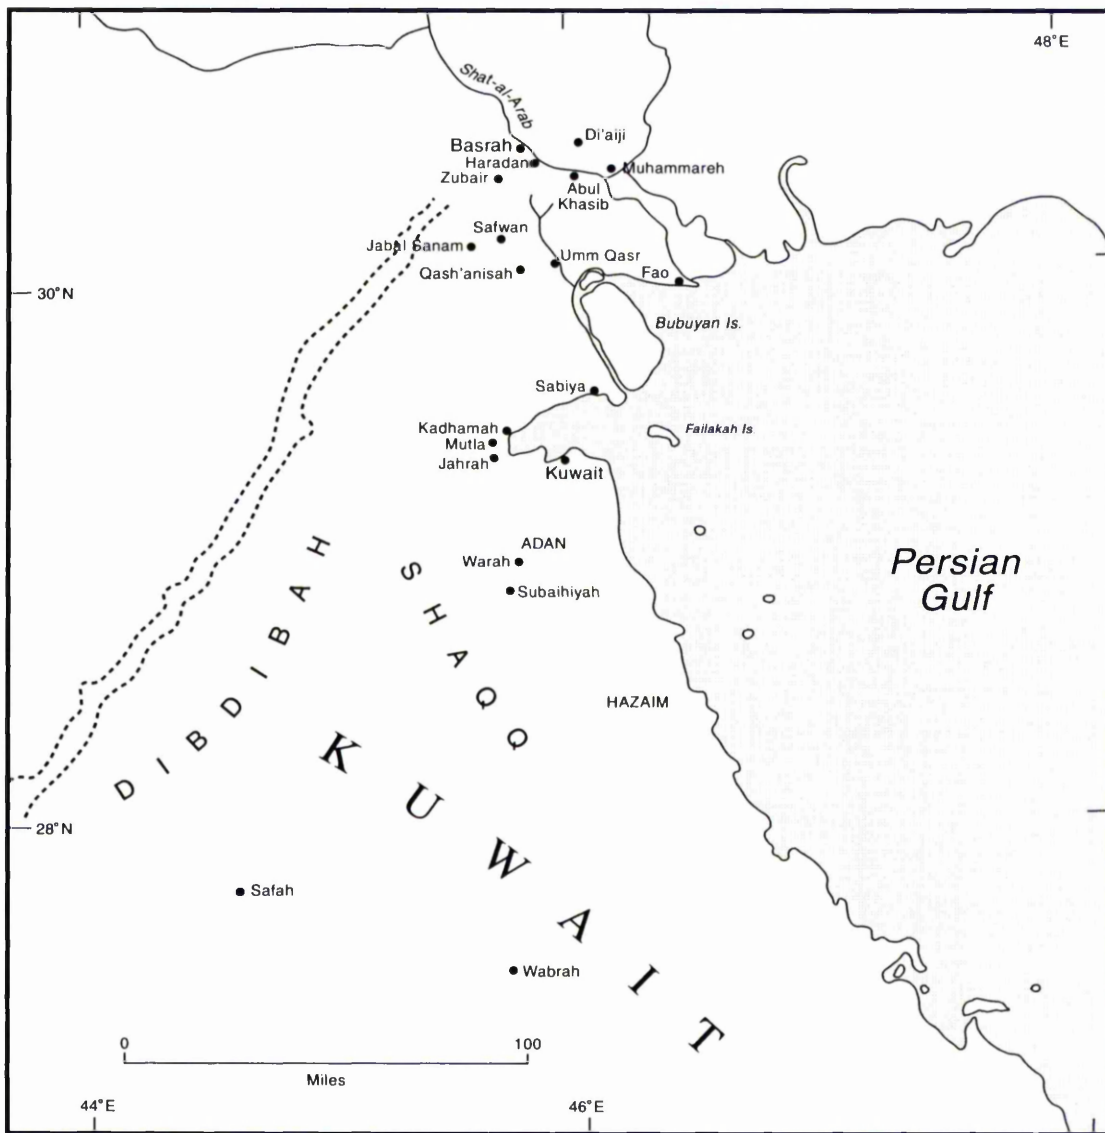 48°E
Shat-al-Arab
Di'aiji
Basrah
Haradan
Muhammareh
Zubair
Abul
Khasib
Safwan
Jabal Sanam
Umm Qasr
Qash'anisah
Fao
30°N
Bubuyan Is.
Sabiya
Kadhamah
Failakah Is
Mutla
Jahrah
Kuwait
ADAN
Warah
Subaihiyah
Persian
Gulf
DIBDIBAH
SHAQQ
HAZAIM
KUWAIT
28°N
Safah
Wabrah
0
100
Miles
44°E
46°E